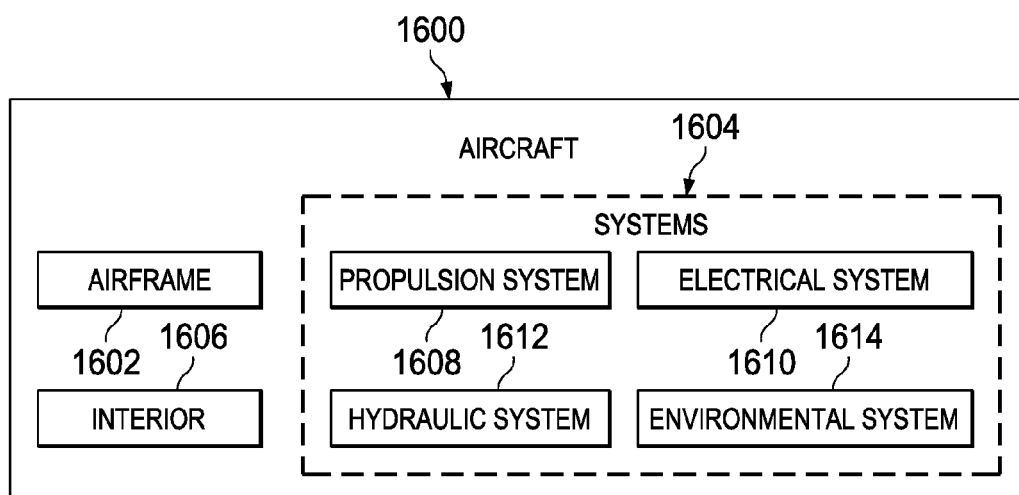 1600
AIRCRAFT
1604
SYSTEMS
AIRFRAME
PROPULSION SYSTEM
ELECTRICAL SYSTEM
1602
1606
1608
1612
1610
1614
INTERIOR
HYDRAULIC SYSTEM
ENVIRONMENTAL SYSTEM